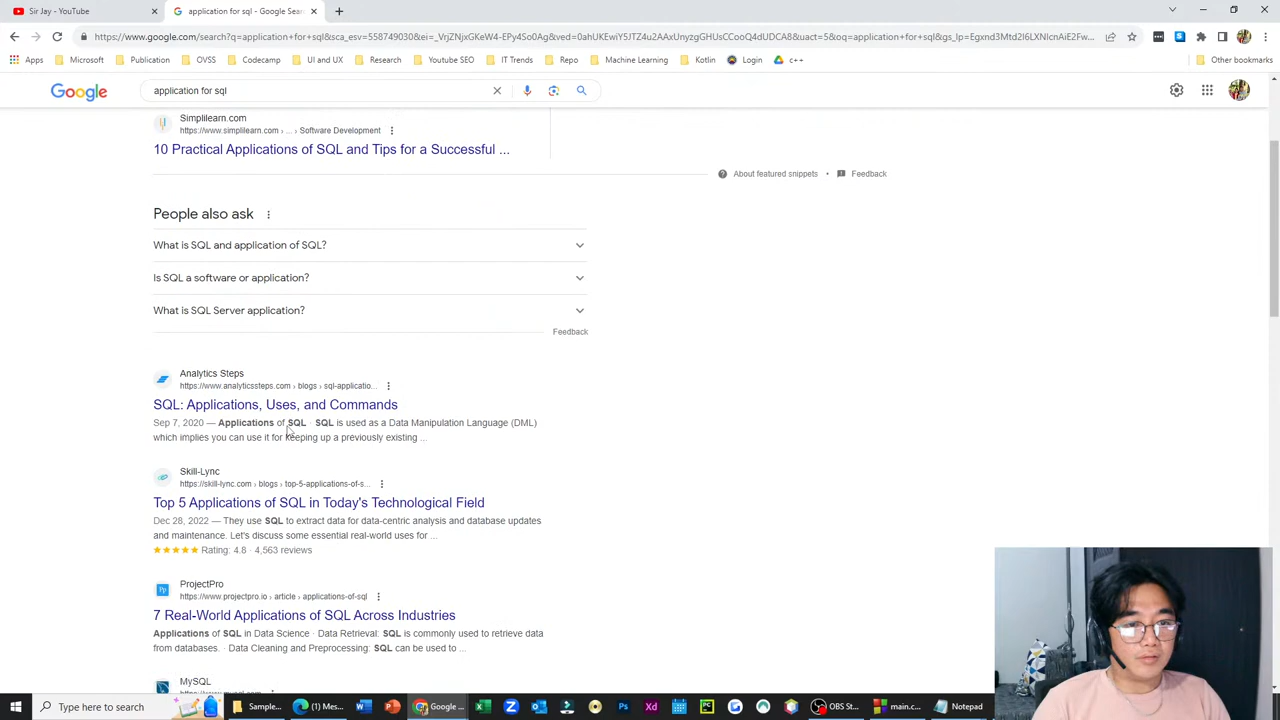 Sir Jay - YouTube
application for sql - Google Sear
https://www.google.com/search?q=application+for+sql&sca_esv=558749030&ei=_VrjZNjxGKeW4-EPy4So0Ag&ved=0ahUKEwiY5JTZ4u2AAxUnyzgGHUsCCooQ4dUDCA8&uact=5&oq=application+for+sql&gs_lp=Egxnd3Mtd2l6LXNlcnAiE2Fw...
Apps
Microsoft
Publication
OVSS
Codecamp
UI and UX
Research
Youtube SEO
IT Trends
Repo
Machine Learning
Kotlin
Login
c++
Other bookmarks
Google
application for sql
Simplilearn.com
https://www.simplilearn.com › ... › Software Development
10 Practical Applications of SQL and Tips for a Successful ...
About featured snippets • Feedback
People also ask
What is SQL and application of SQL?
Is SQL a software or application?
What is SQL Server application?
Feedback
Analytics Steps
https://www.analyticssteps.com › blogs › sql-applicatio...
SQL: Applications, Uses, and Commands
Sep 7, 2020 — Applications of SQL · SQL is used as a Data Manipulation Language (DML)
which implies you can use it for keeping up a previously existing ...
Skill-Lync
https://skill-lync.com › blogs › top-5-applications-of-s...
Top 5 Applications of SQL in Today's Technological Field
Dec 28, 2022 — They use SQL to extract data for data-centric analysis and database updates
and maintenance. Let's discuss some essential real-world uses for ...
Rating: 4.8 · 4,563 reviews
ProjectPro
https://www.projectpro.io › article › applications-of-sql
7 Real-World Applications of SQL Across Industries
Applications of SQL in Data Science · Data Retrieval: SQL is commonly used to retrieve data
from databases. · Data Cleaning and Preprocessing: SQL can be used to ...
MySQL
Type here to search
Sample...
(1) Mes...
Google ...
OBS St...
main.c...
Notepad